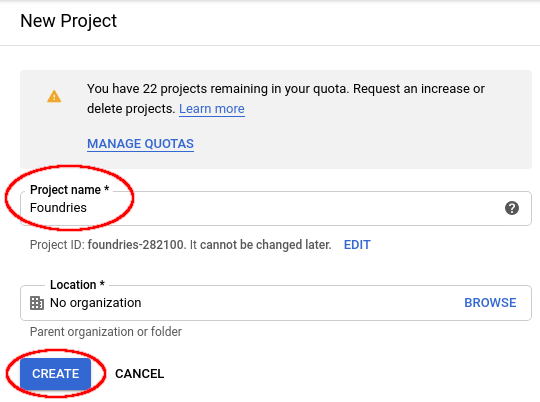 New Project
You have 22 projects remaining in your quota. Request an increase or
delete projects. Learn more
MANAGE QUOTAS
Project name *
Foundries
Project ID: foundries-282100. It cannot be changed later. EDIT
Location *
No organization BROWSE
Parent organization or folder
CREATE CANCEL